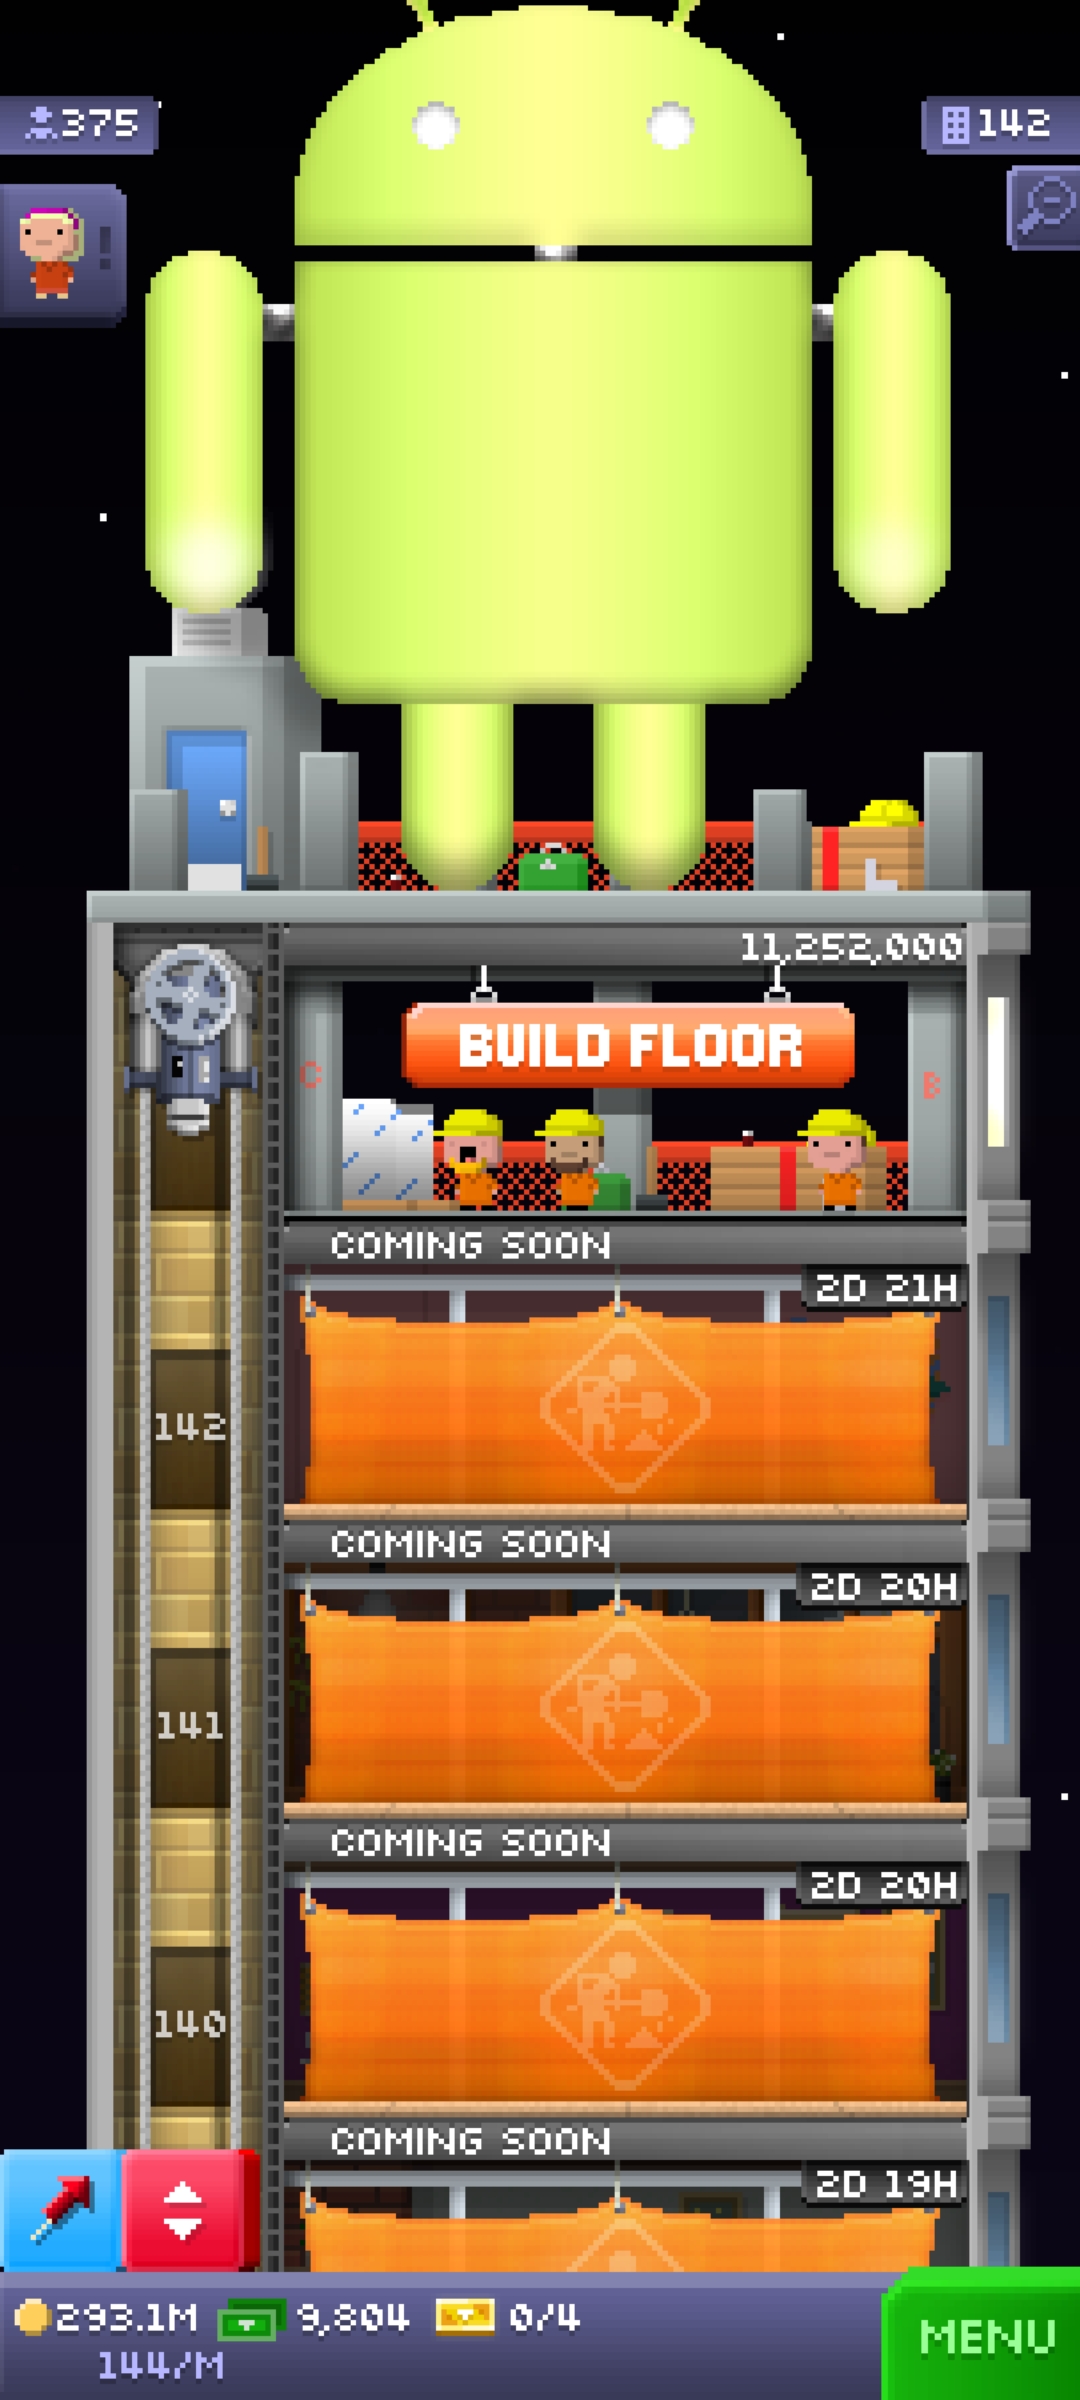 375
142
!
11,252,000
BUILD FLOOR
C
B
COMING SOON
2D 21H
142
COMING SOON
2D 20H
141
COMING SOON
2D 20H
140
COMING SOON
2D 19H
293.1M
9,804
0/4
144/M
MENU